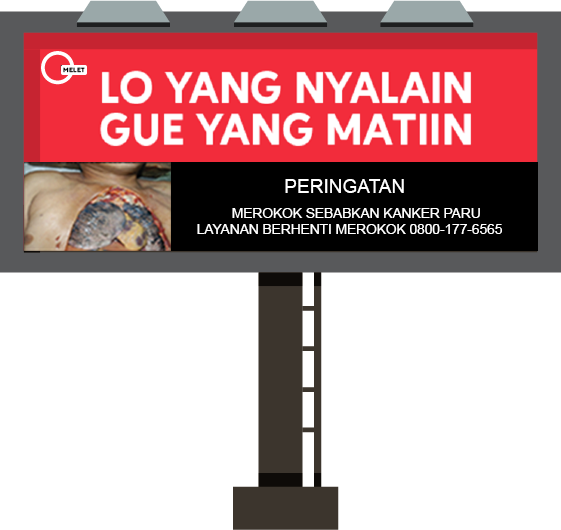 MELET
LO YANG NYALAIN
GUE YANG MATIIN
PERINGATAN
MEROKOK SEBABKAN KANKER PARU
LAYANAN BERHENTI MEROKOK 0800-177-6565